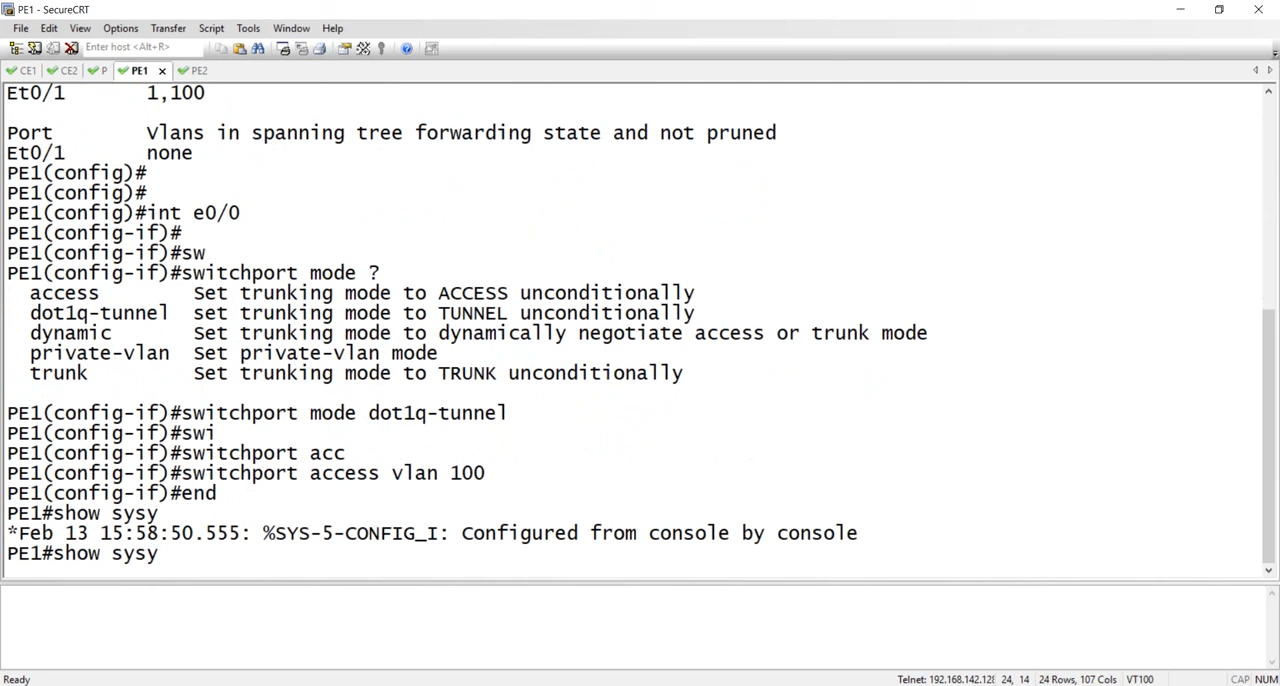 PE1 - SecureCRT
File Edit View Options Transfer Script Tools Window Help
Enter host <Alt+R>
CE1 CE2 P PE1 PE2
Et0/1 1,100
Port Vlans in spanning tree forwarding state and not pruned
Et0/1 none
PE1(config)#
PE1(config)#
PE1(config)#int e0/0
PE1(config-if)#
PE1(config-if)#sw
PE1(config-if)#switchport mode ?
access Set trunking mode to ACCESS unconditionally
dot1q-tunnel set trunking mode to TUNNEL unconditionally
dynamic Set trunking mode to dynamically negotiate access or trunk mode
private-vlan Set private-vlan mode
trunk Set trunking mode to TRUNK unconditionally
PE1(config-if)#switchport mode dot1q-tunnel
PE1(config-if)#swi
PE1(config-if)#switchport acc
PE1(config-if)#switchport access vlan 100
PE1(config-if)#end
PE1#show sysy
*Feb 13 15:58:50.555: %SYS-5-CONFIG_I: Configured from console by console
PE1#show sysy
Ready Telnet: 192.168.142.128 24, 14 24 Rows, 107 Cols VT100 CAP NUM